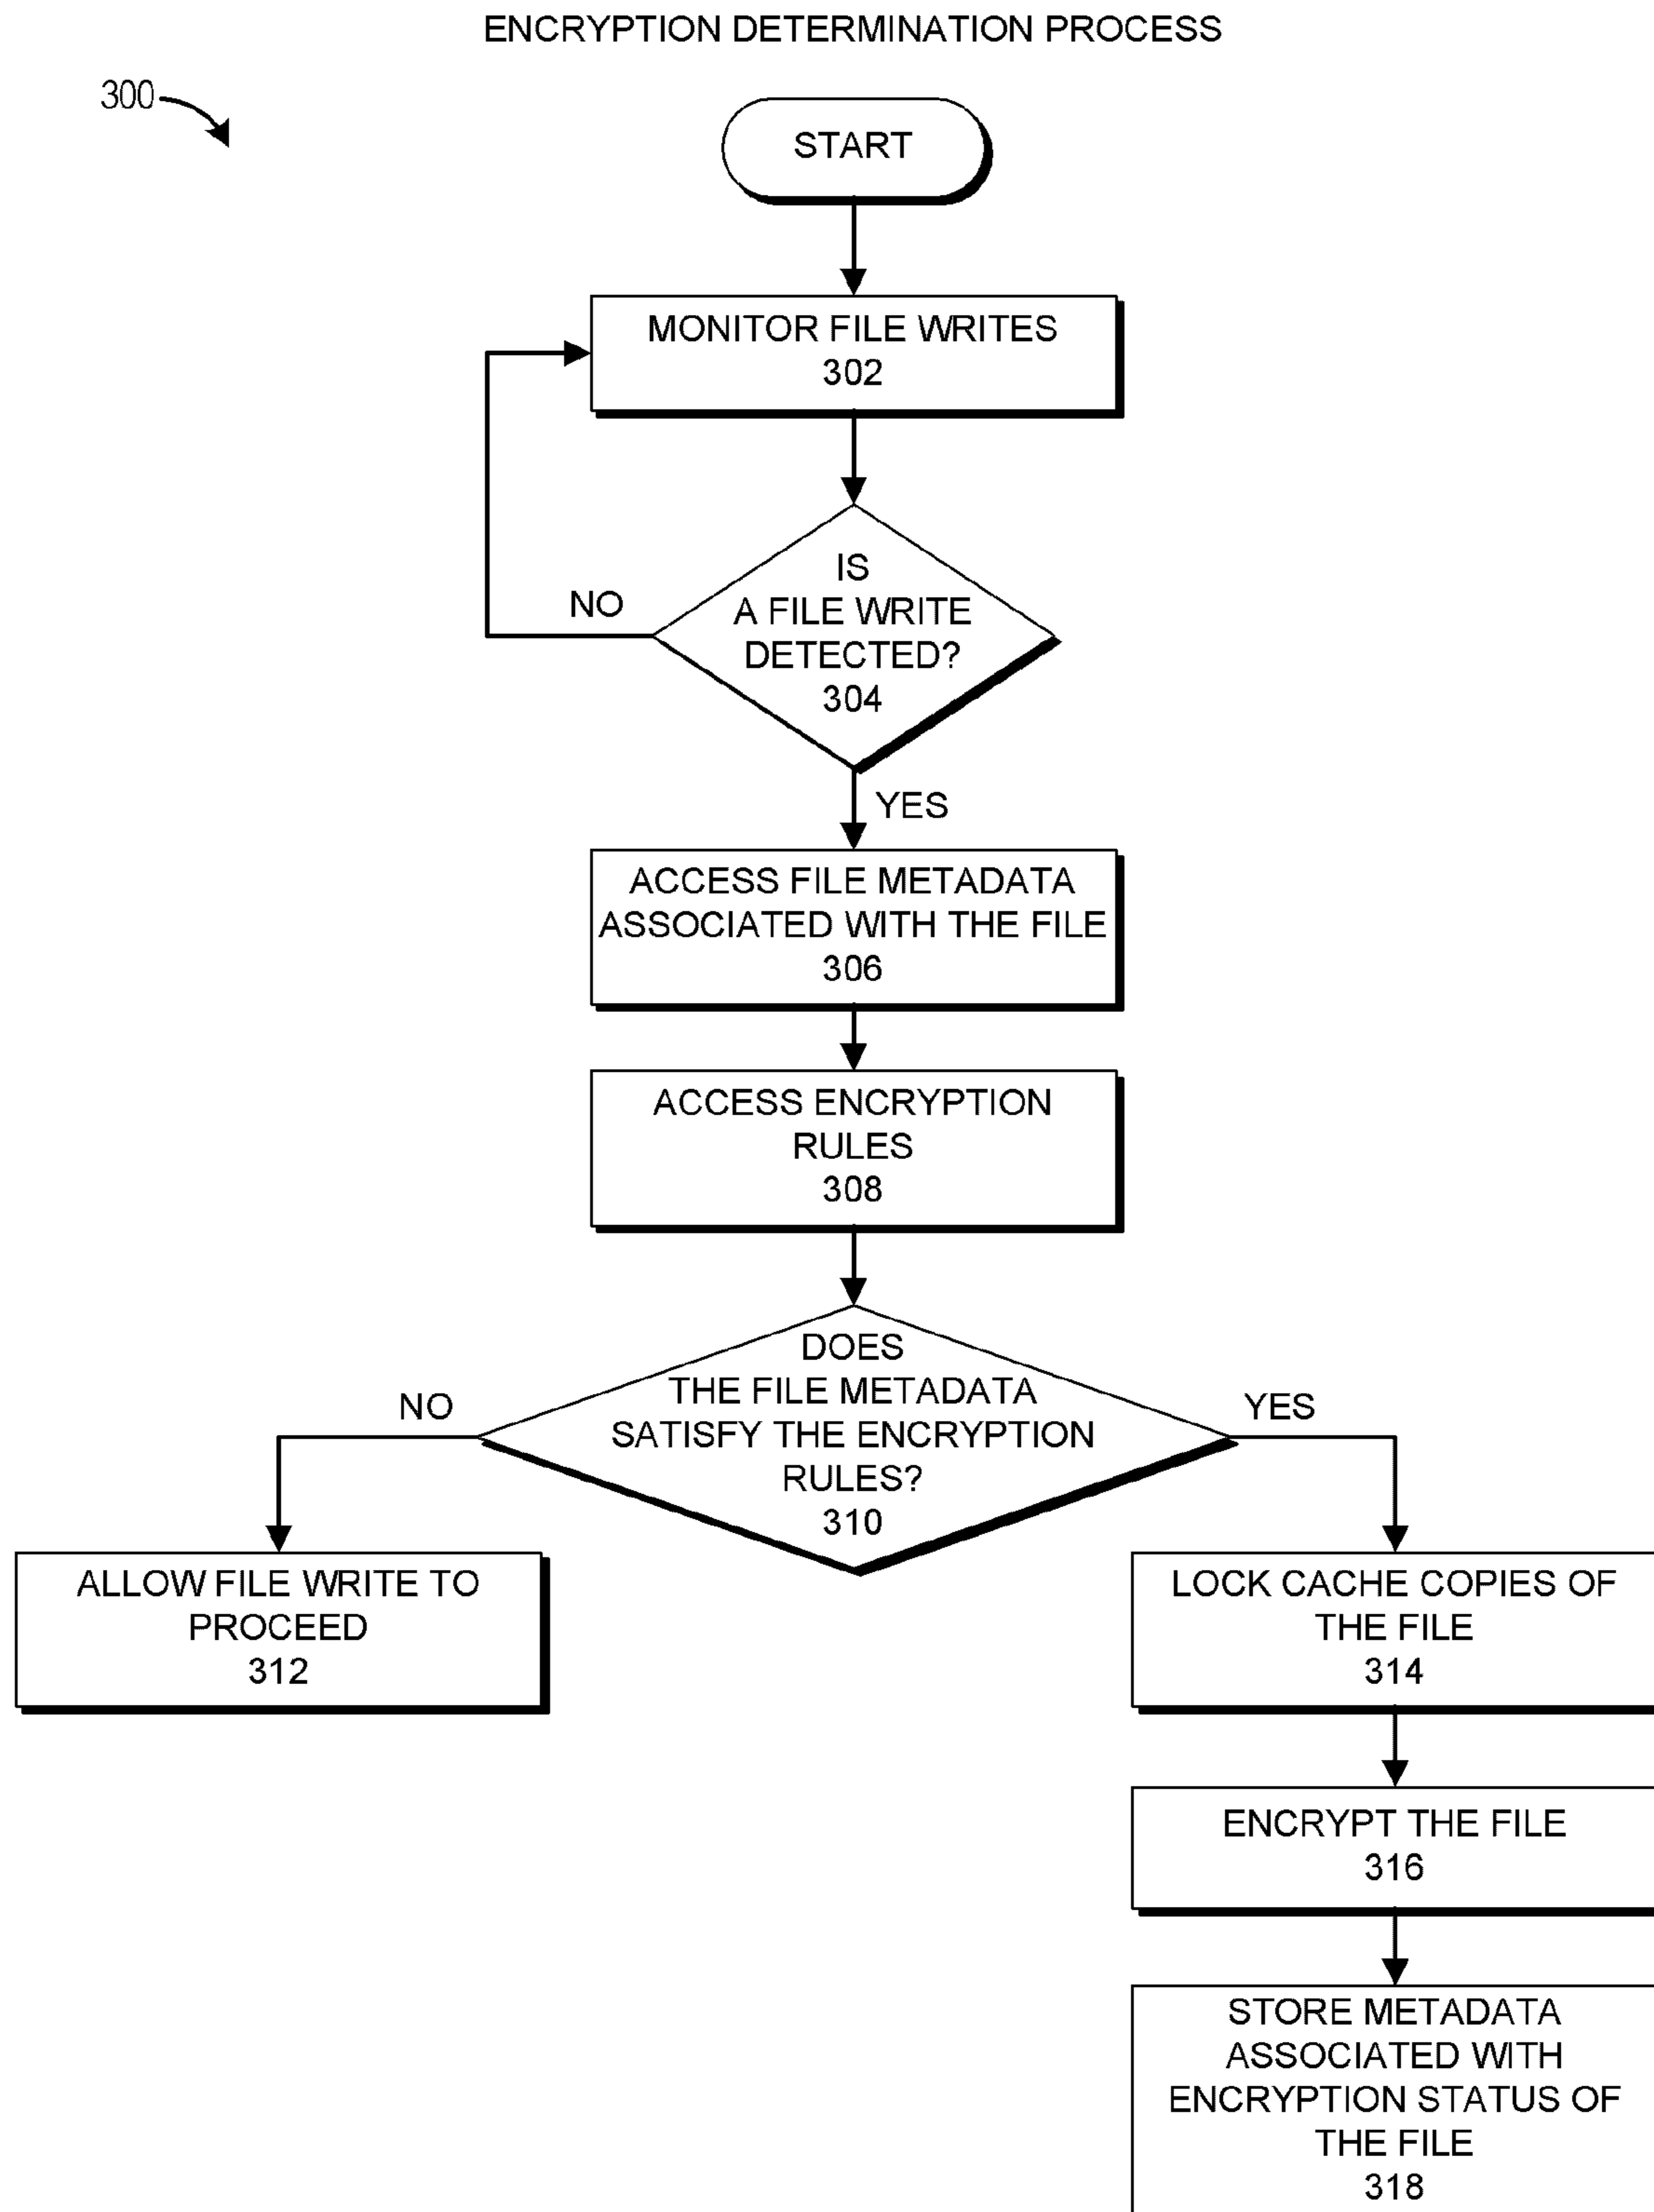 ENCRYPTION DETERMINATION PROCESS
300
START
MONITOR FILE WRITES
302
IS
A FILE WRITE
DETECTED?
304
NO
YES
ACCESS FILE METADATA
ASSOCIATED WITH THE FILE
306
ACCESS ENCRYPTION
RULES
308
DOES
THE FILE METADATA
SATISFY THE ENCRYPTION
RULES?
310
NO
YES
ALLOW FILE WRITE TO
PROCEED
312
LOCK CACHE COPIES OF
THE FILE
314
ENCRYPT THE FILE
316
STORE METADATA
ASSOCIATED WITH
ENCRYPTION STATUS OF
THE FILE
318